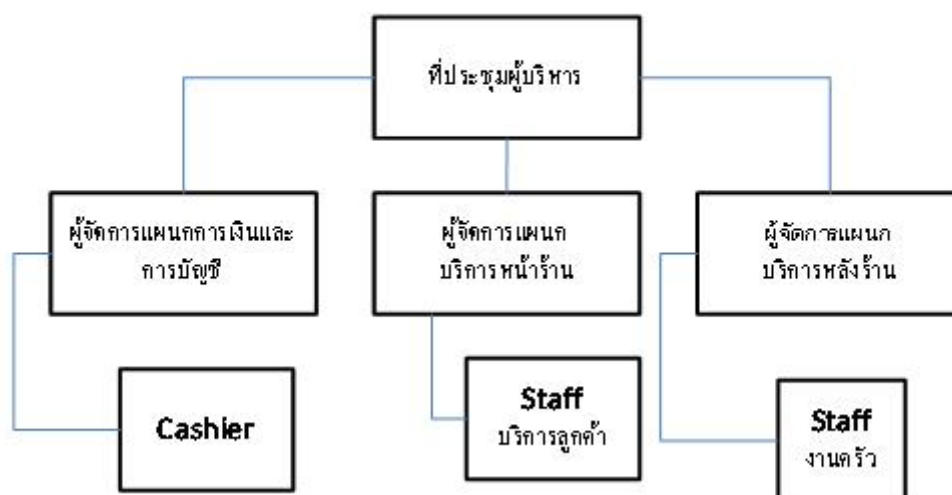 ที่ประชุมผู้บริหาร
ผู้จัดการแผนกการเงินและ
การบัญชี
ผู้จัดการแผนก
บริการหน้าร้าน
ผู้จัดการแผนก
บริการหลังร้าน
Cashier
Staff
บริการลูกค้า
Staff
งานครัว